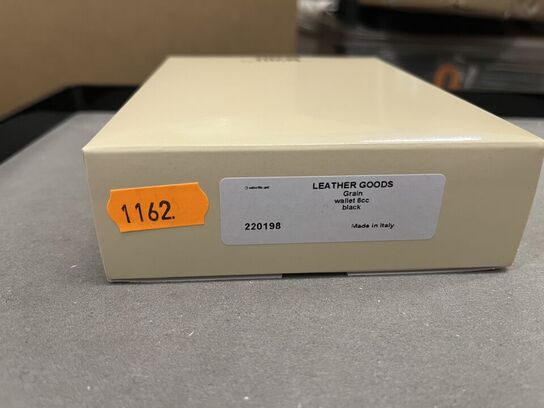 1162.
LEATHER GOODS
Grain
wallet 6cc
black
220198 Made in Italy